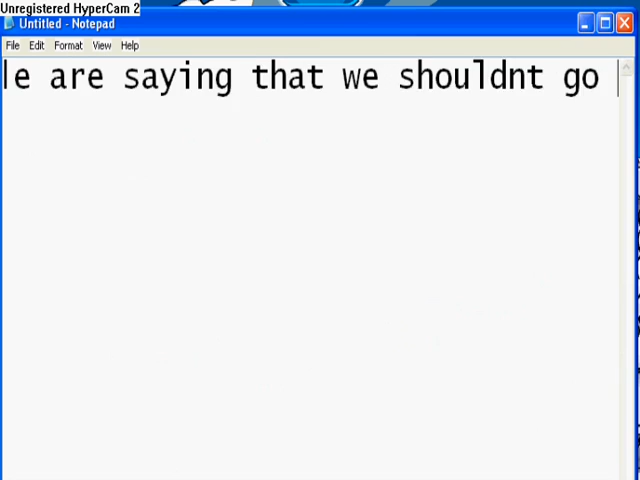 Unregistered HyperCam 2
Untitled - Notepad
File Edit Format View Help
le are saying that we shouldnt go